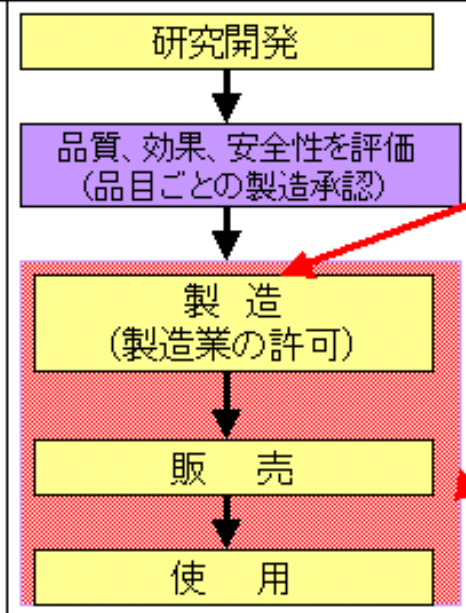 研究開発
品質、効果、安全性を評価
(品目ごとの製造承認)
製 造
(製造業の許可)
販 売
使 用